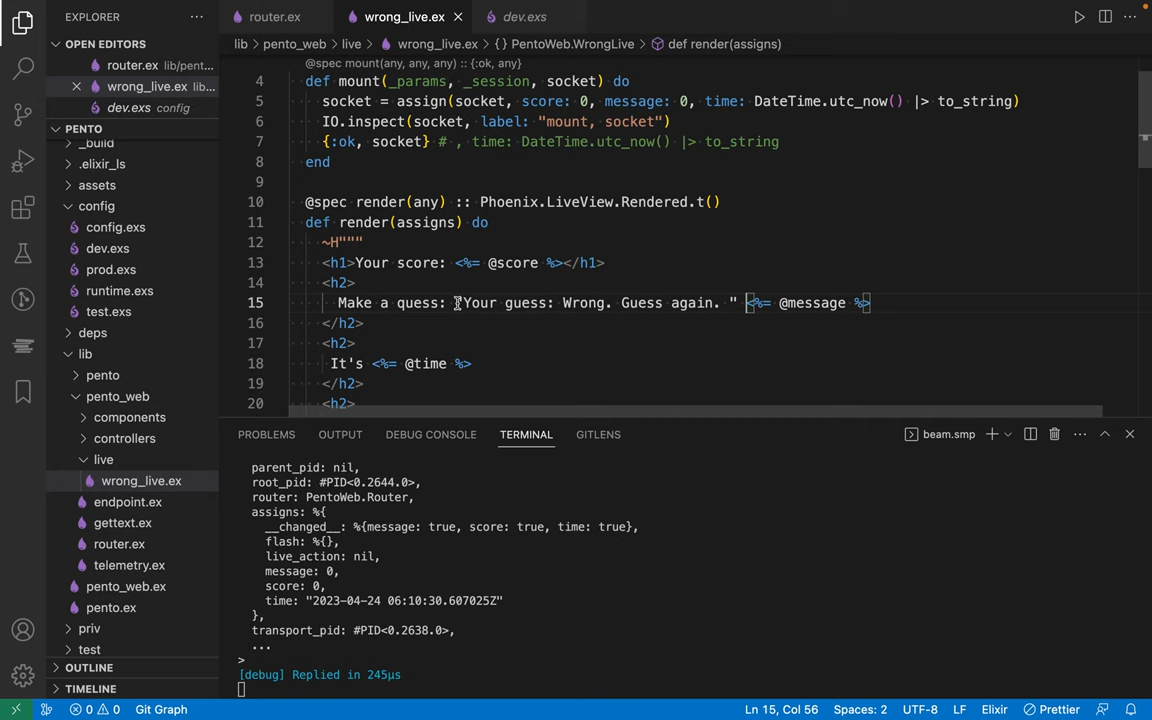 EXPLORER
OPEN EDITORS
router.ex lib/pent...
wrong_live.ex lib...
dev.exs config
PENTO
_build
.elixir_ls
assets
config
config.exs
dev.exs
prod.exs
runtime.exs
test.exs
deps
lib
pento
pento_web
components
controllers
live
wrong_live.ex
endpoint.ex
gettext.ex
router.ex
telemetry.ex
pento_web.ex
pento.ex
priv
test
OUTLINE
TIMELINE
router.ex wrong_live.ex dev.exs
lib > pento_web > live > wrong_live.ex > {} PentoWeb.WrongLive > def render(assigns)
@spec mount(any, any, any) :: {:ok, any}
4 def mount(_params, _session, socket) do
5 socket = assign(socket, score: 0, message: 0, time: DateTime.utc_now() |> to_string)
6 IO.inspect(socket, label: "mount, socket")
7 {:ok, socket} # , time: DateTime.utc_now() |> to_string
8 end
9
10 @spec render(any) :: Phoenix.LiveView.Rendered.t()
11 def render(assigns) do
12 ~H"""
13 <h1>Your score: <%= @score %></h1>
14 <h2>
15 Make a quess: "Your guess: Wrong. Guess again. " <%= @message %>
16 </h2>
17 <h2>
18 It's <%= @time %>
19 </h2>
20 <h2>
PROBLEMS OUTPUT DEBUG CONSOLE TERMINAL GITLENS
beam.smp
parent_pid: nil,
root_pid: #PID<0.2644.0>,
router: PentoWeb.Router,
assigns: %{
__changed__: %{message: true, score: true, time: true},
flash: %{},
live_action: nil,
message: 0,
score: 0,
time: "2023-04-24 06:10:30.607025Z"
},
transport_pid: #PID<0.2638.0>,
...
>
[debug] Replied in 245µs
0 0 Git Graph Ln 15, Col 56 Spaces: 2 UTF-8 LF Elixir Prettier